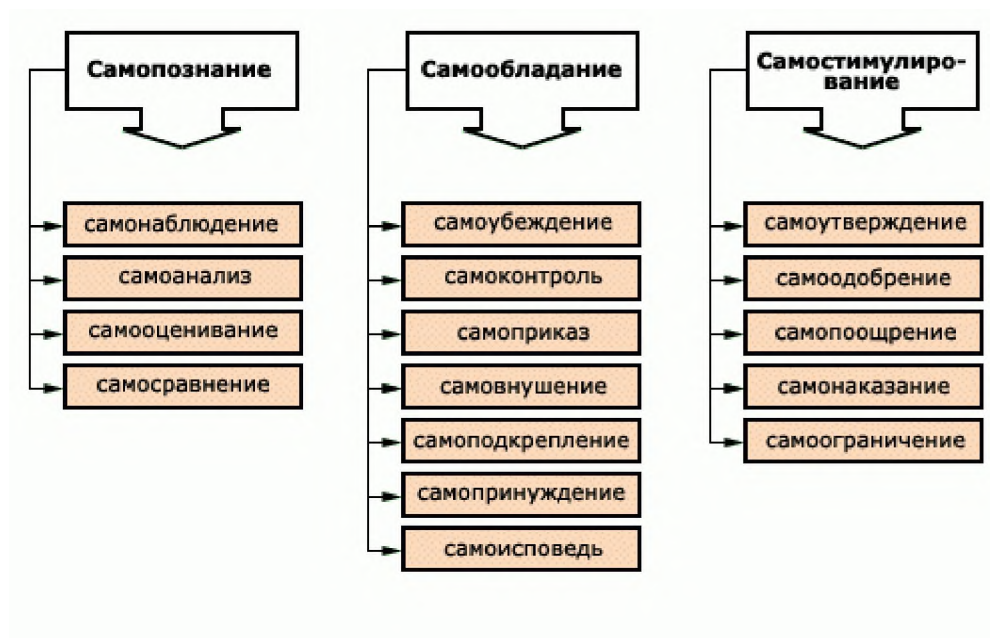 Самопознание
самонаблюдение
самоанализ
самооценивание
самосравнение
Самообладание
самоубеждение
самоконтроль
самоприказ
самовнушение
самоподкрепление
самопринуждение
самоисповедь
Самостимулиро-
вание
самоутверждение
самоодобрение
самопоощрение
самонаказание
самоограничение